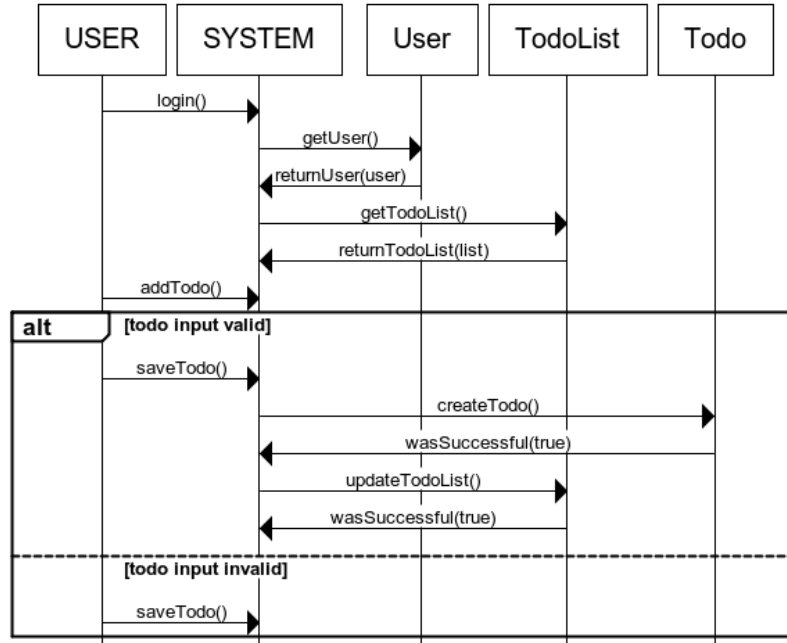 USER SYSTEM User TodoList Todo
login()
getUser()
returnUser(user)
getTodoList()
returnTodoList(list)
addTodo()
alt [todo input valid]
saveTodo()
createTodo()
wasSuccessful(true)
updateTodoList()
wasSuccessful(true)
[todo input invalid]
saveTodo()